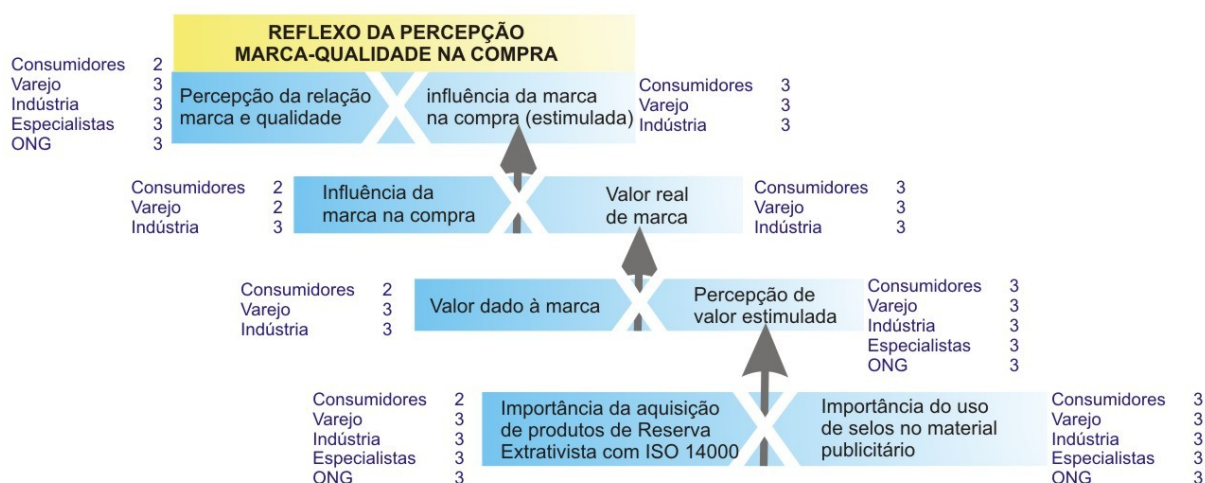 REFLEXO DA PERCEPÇÃO
MARCA-QUALIDADE NA COMPRA
Consumidores 2
Varejo 3
Indústria 3
Especialistas 3
ONG 3
Percepção da relação
marca e qualidade
influência da marca
na compra (estimulada)
Consumidores 3
Varejo 3
Indústria 3
Consumidores 2
Varejo 2
Indústria 3
Influência da
marca na compra
Valor real
de marca
Consumidores 3
Varejo 3
Indústria 3
Consumidores 2
Varejo 3
Indústria 3
Valor dado à marca
Percepção de
valor estimulada
Consumidores 3
Varejo 3
Indústria 3
Especialistas 3
ONG 3
Consumidores 2
Varejo 3
Indústria 3
Especialistas 3
ONG 3
Importância da aquisição
de produtos de Reserva
Extrativista com ISO 14000
Importância do uso
de selos no material
publicitário
Consumidores 3
Varejo 3
Indústria 3
Especialistas 3
ONG 3